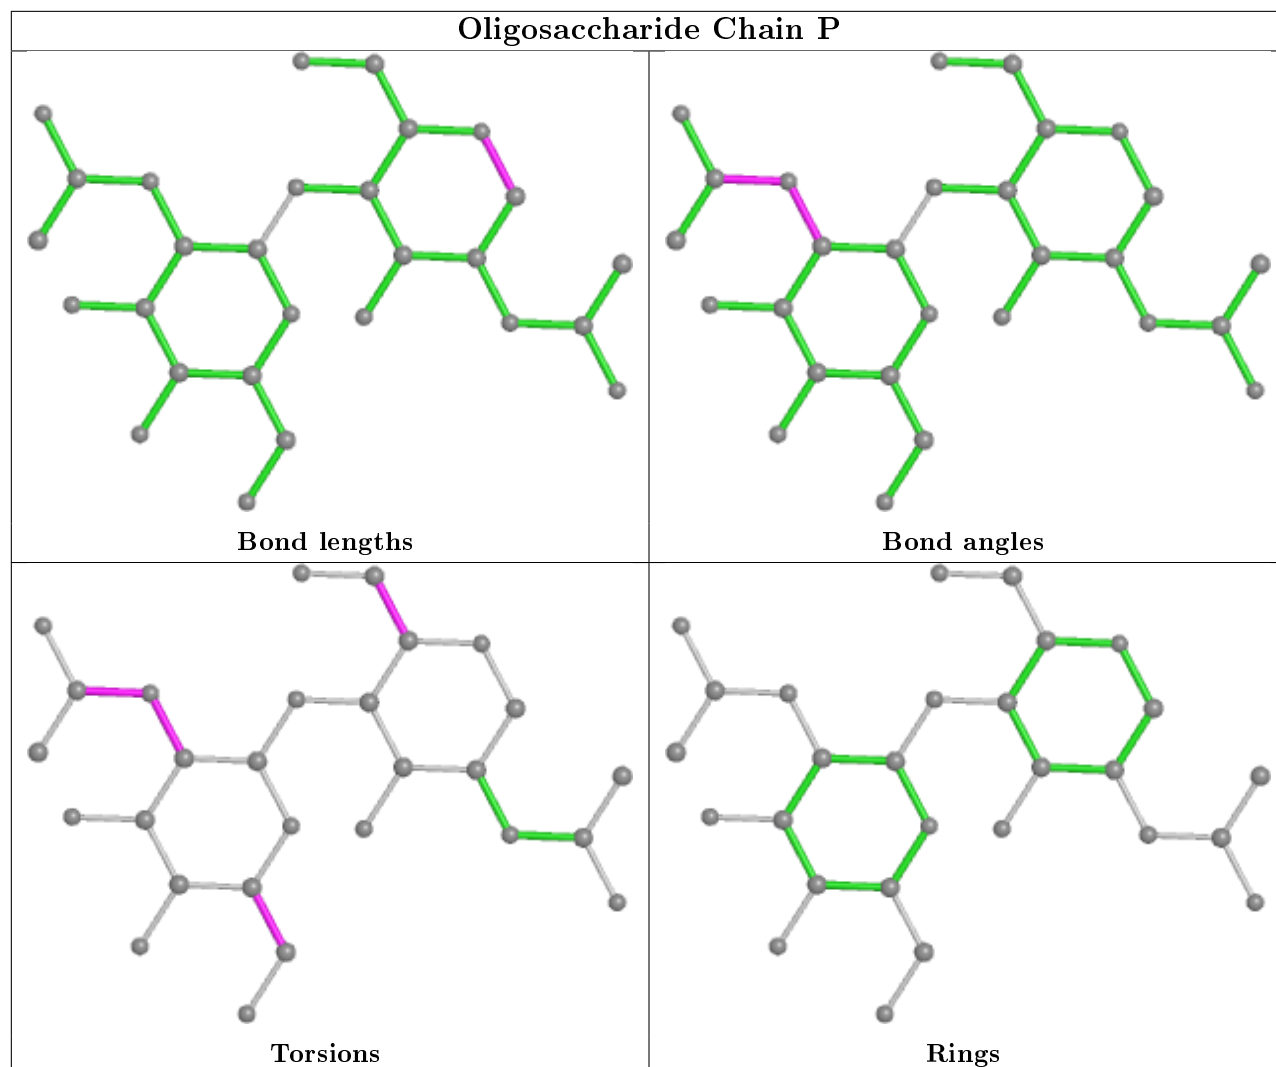 Oligosaccharide Chain P
Bond lengths
Bond angles
Torsions
Rings